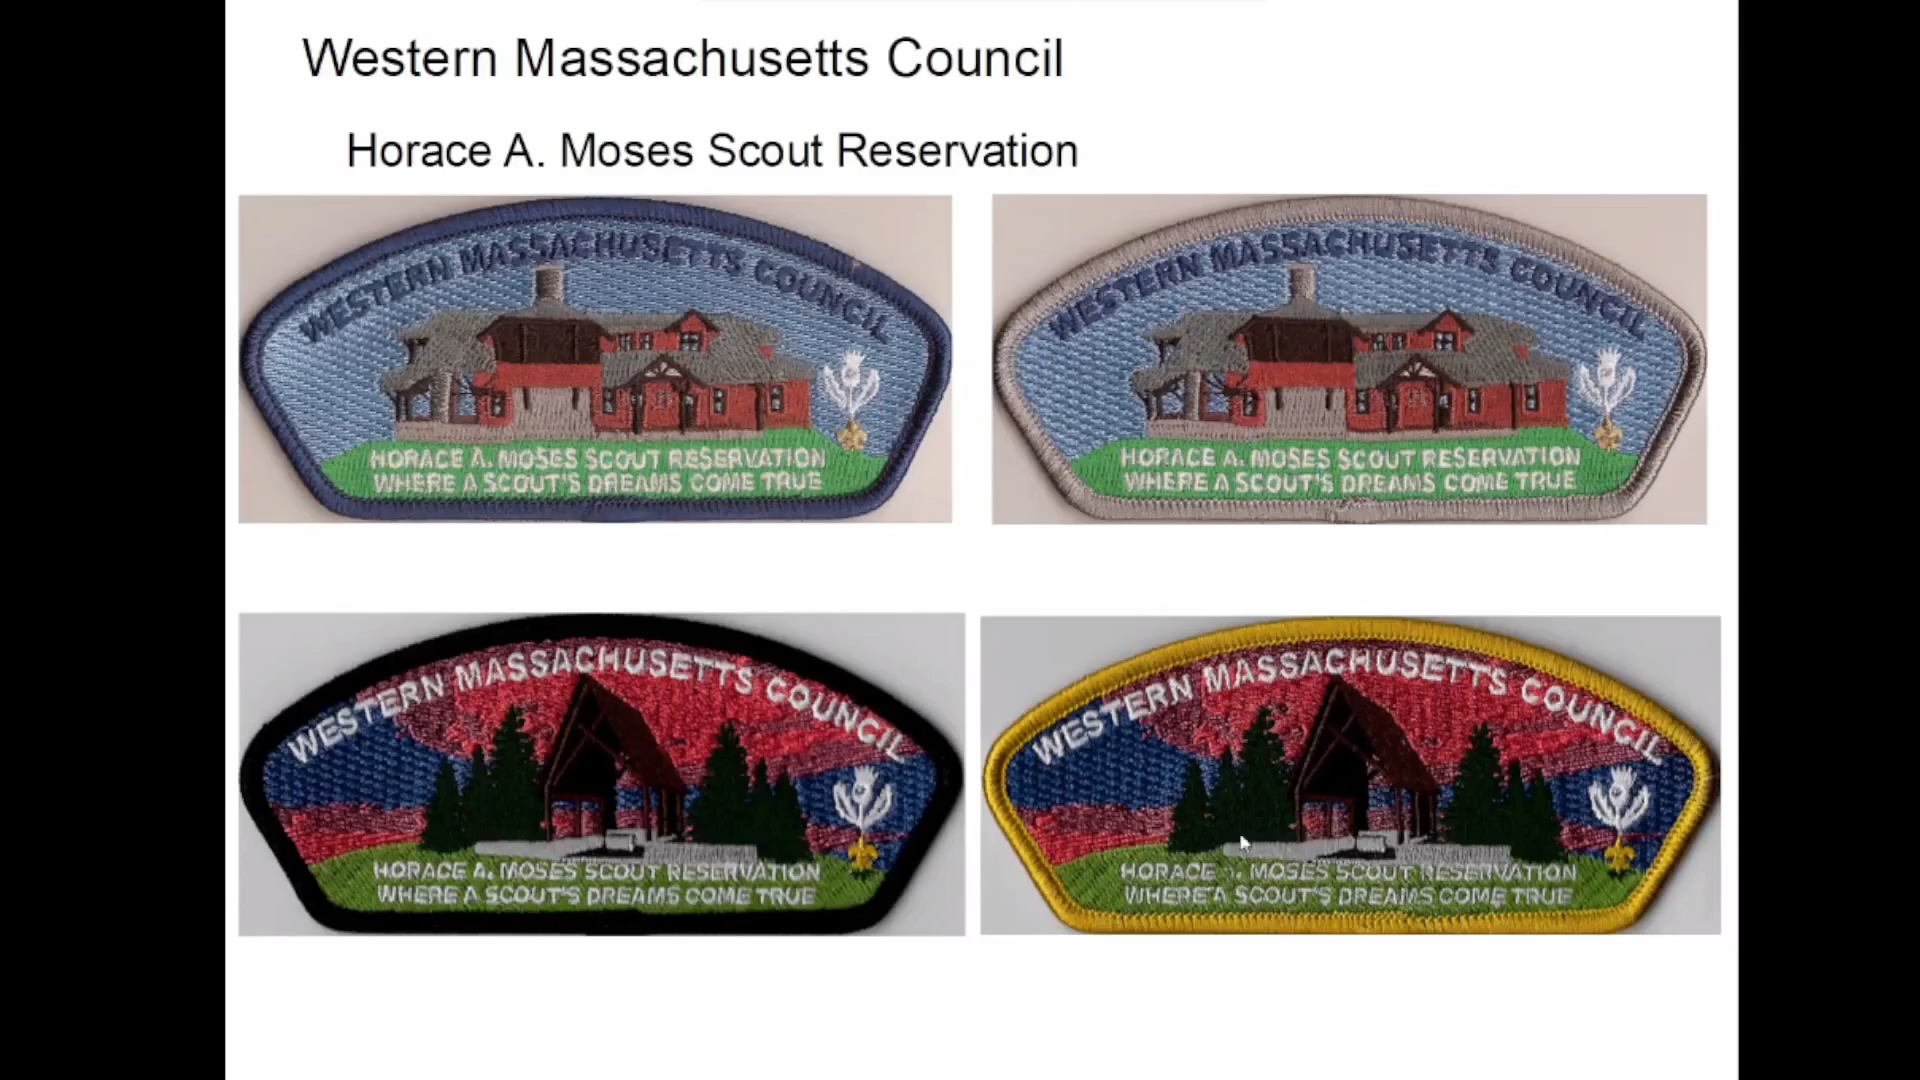 Western Massachusetts Council
Horace A. Moses Scout Reservation
WESTERN MASSACHUSETTS COUNCIL
HORACE A. MOSES SCOUT RESERVATION
WHERE A SCOUT'S DREAMS COME TRUE
WESTERN MASSACHUSETTS COUNCIL
HORACE A. MOSES SCOUT RESERVATION
WHERE A SCOUT'S DREAMS COME TRUE
WESTERN MASSACHUSETTS COUNCIL
HORACE A. MOSES SCOUT RESERVATION
WHERE A SCOUT'S DREAMS COME TRUE
WESTERN MASSACHUSETTS COUNCIL
HORACE A. MOSES SCOUT RESERVATION
WHERE A SCOUT'S DREAMS COME TRUE